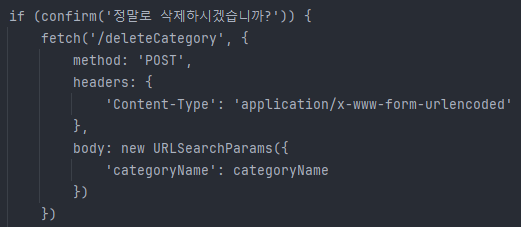 if (confirm('정말로 삭제하시겠습니까?')) {
    fetch('/deleteCategory', {
        method: 'POST',
        headers: {
            'Content-Type': 'application/x-www-form-urlencoded'
        },
        body: new URLSearchParams({
            'categoryName': categoryName
        })
    })